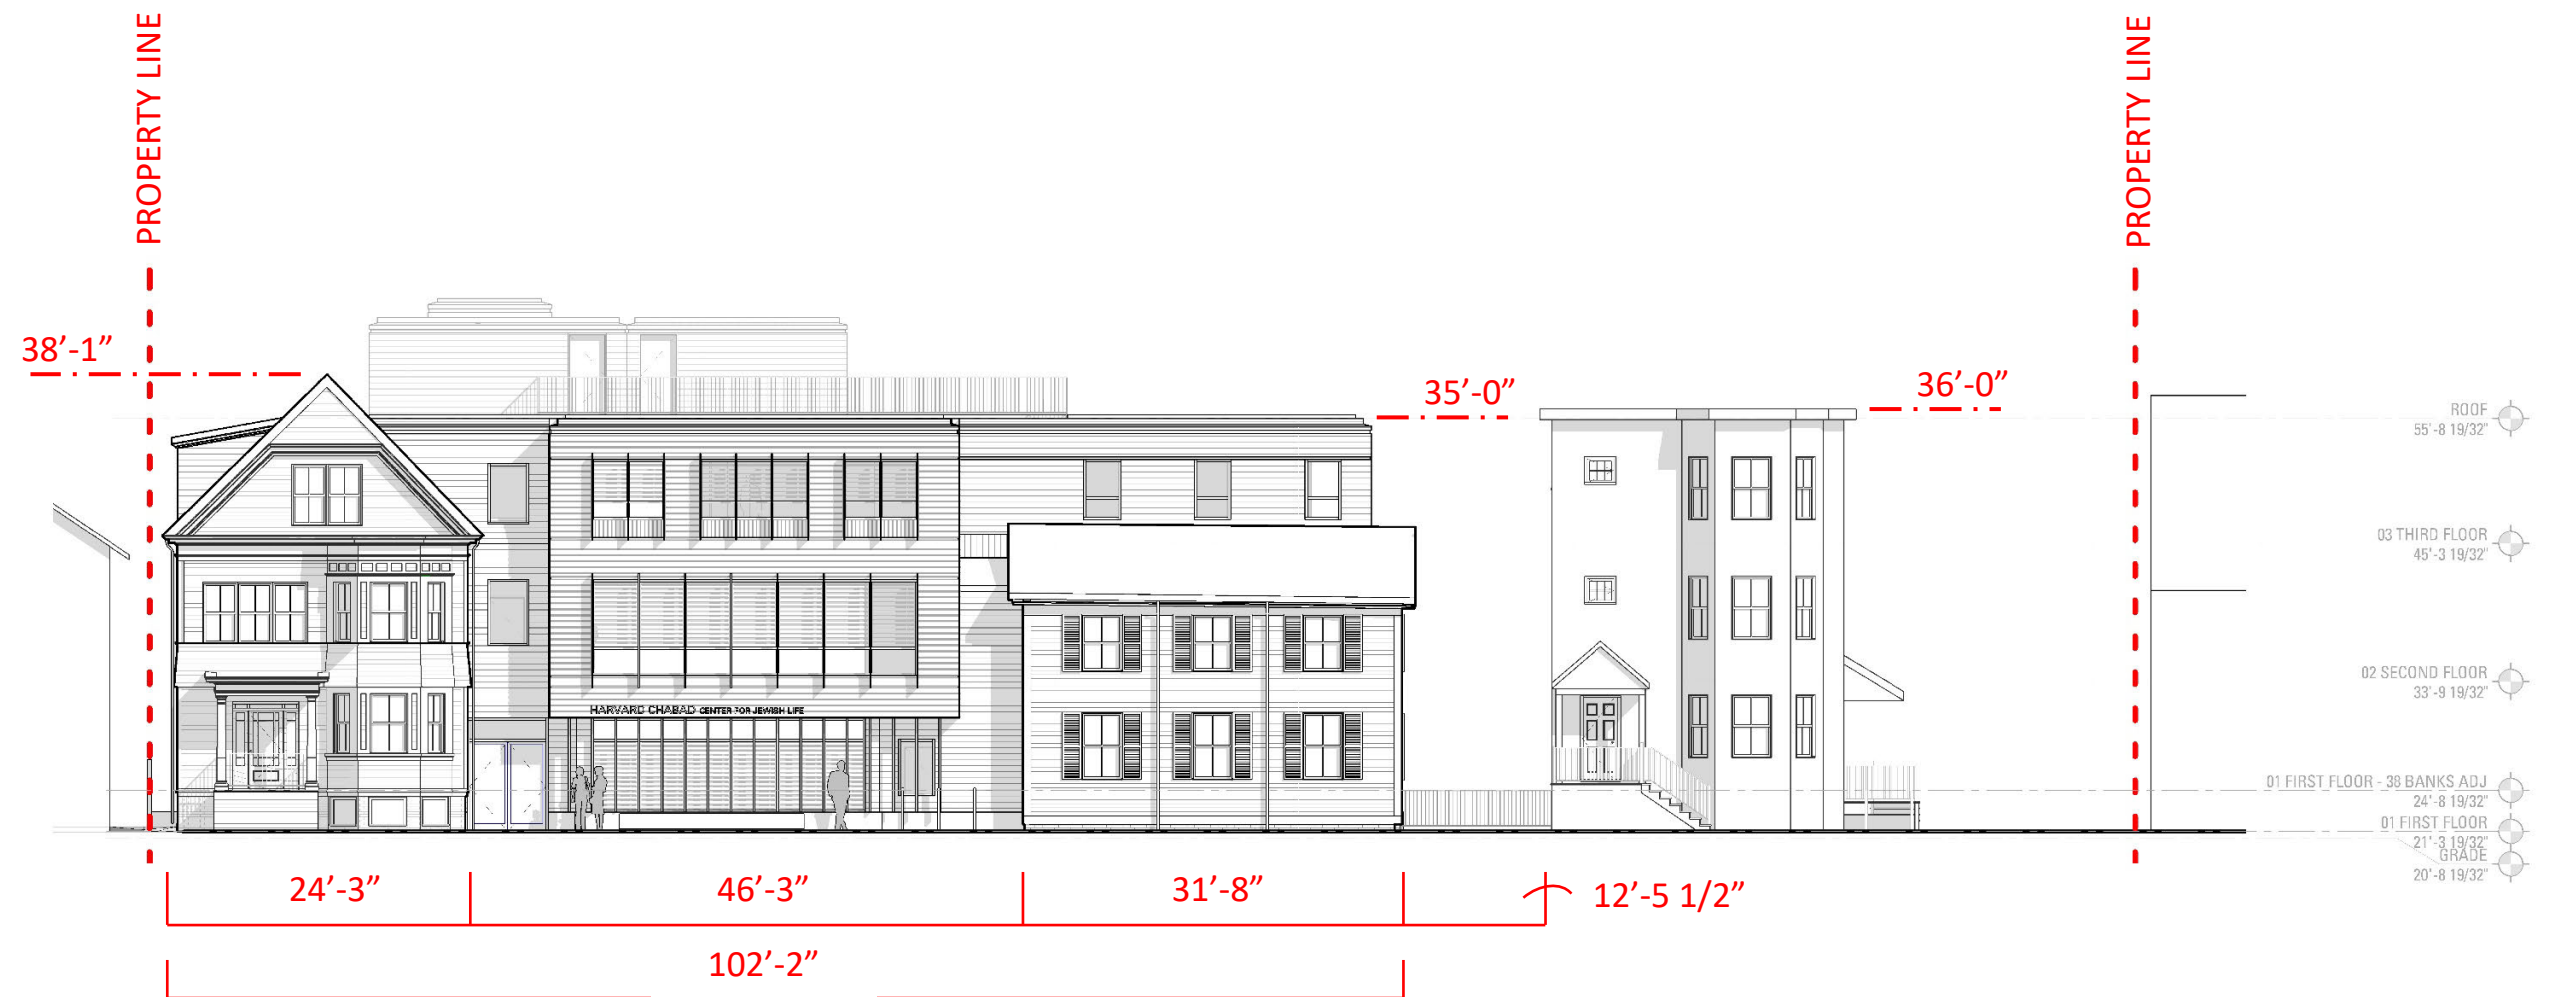 PROPERTY LINE
PROPERTY LINE
38’-1”
35’-0”
36’-0”
ROOF
55'-8 19/32"
03 THIRD FLOOR
45'-3 19/32"
02 SECOND FLOOR
33'-9 19/32"
HARVARD CHABAD CENTER FOR JEWISH LIFE
01 FIRST FLOOR - 38 BANKS ADJ
24'-8 19/32"
01 FIRST FLOOR
21'-3 19/32"
GRADE
20'-8 19/32"
24’-3”
46’-3”
31’-8”
12’-5 1/2”
102’-2”